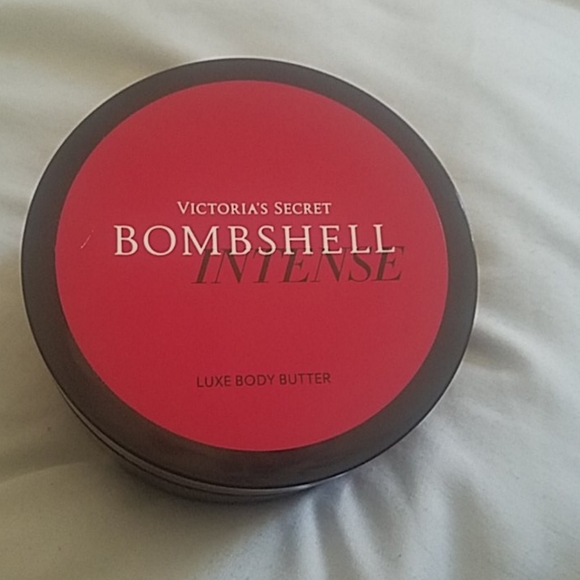 VICTORIA'S SECRET
BOMBSHELL
INTENSE
LUXE BODY BUTTER